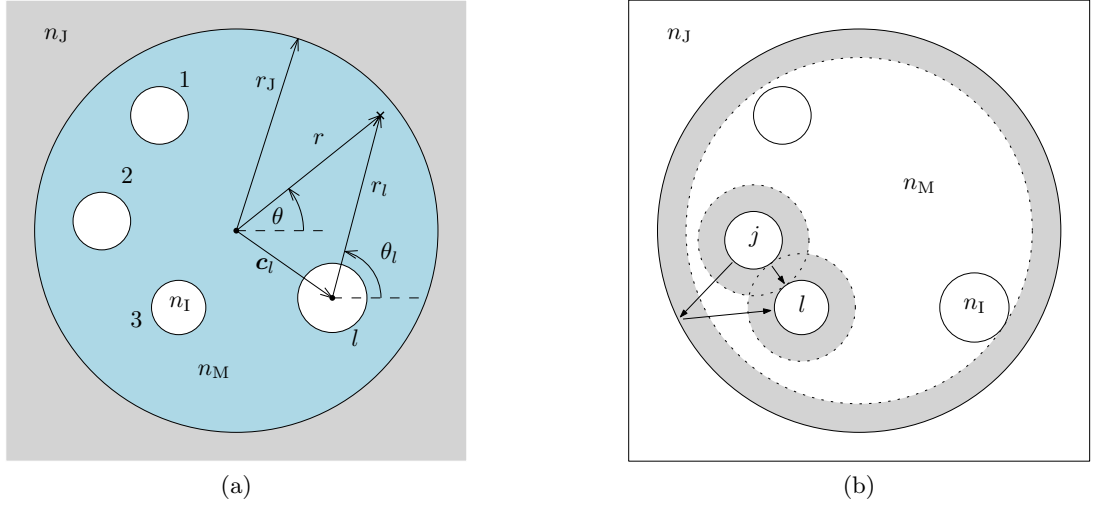 n_J
1
r_J
r
2
r_l
θ
θ_l
c_l
n_I
3
l
n_M
(a)
n_J
n_M
j
l
n_I
(b)